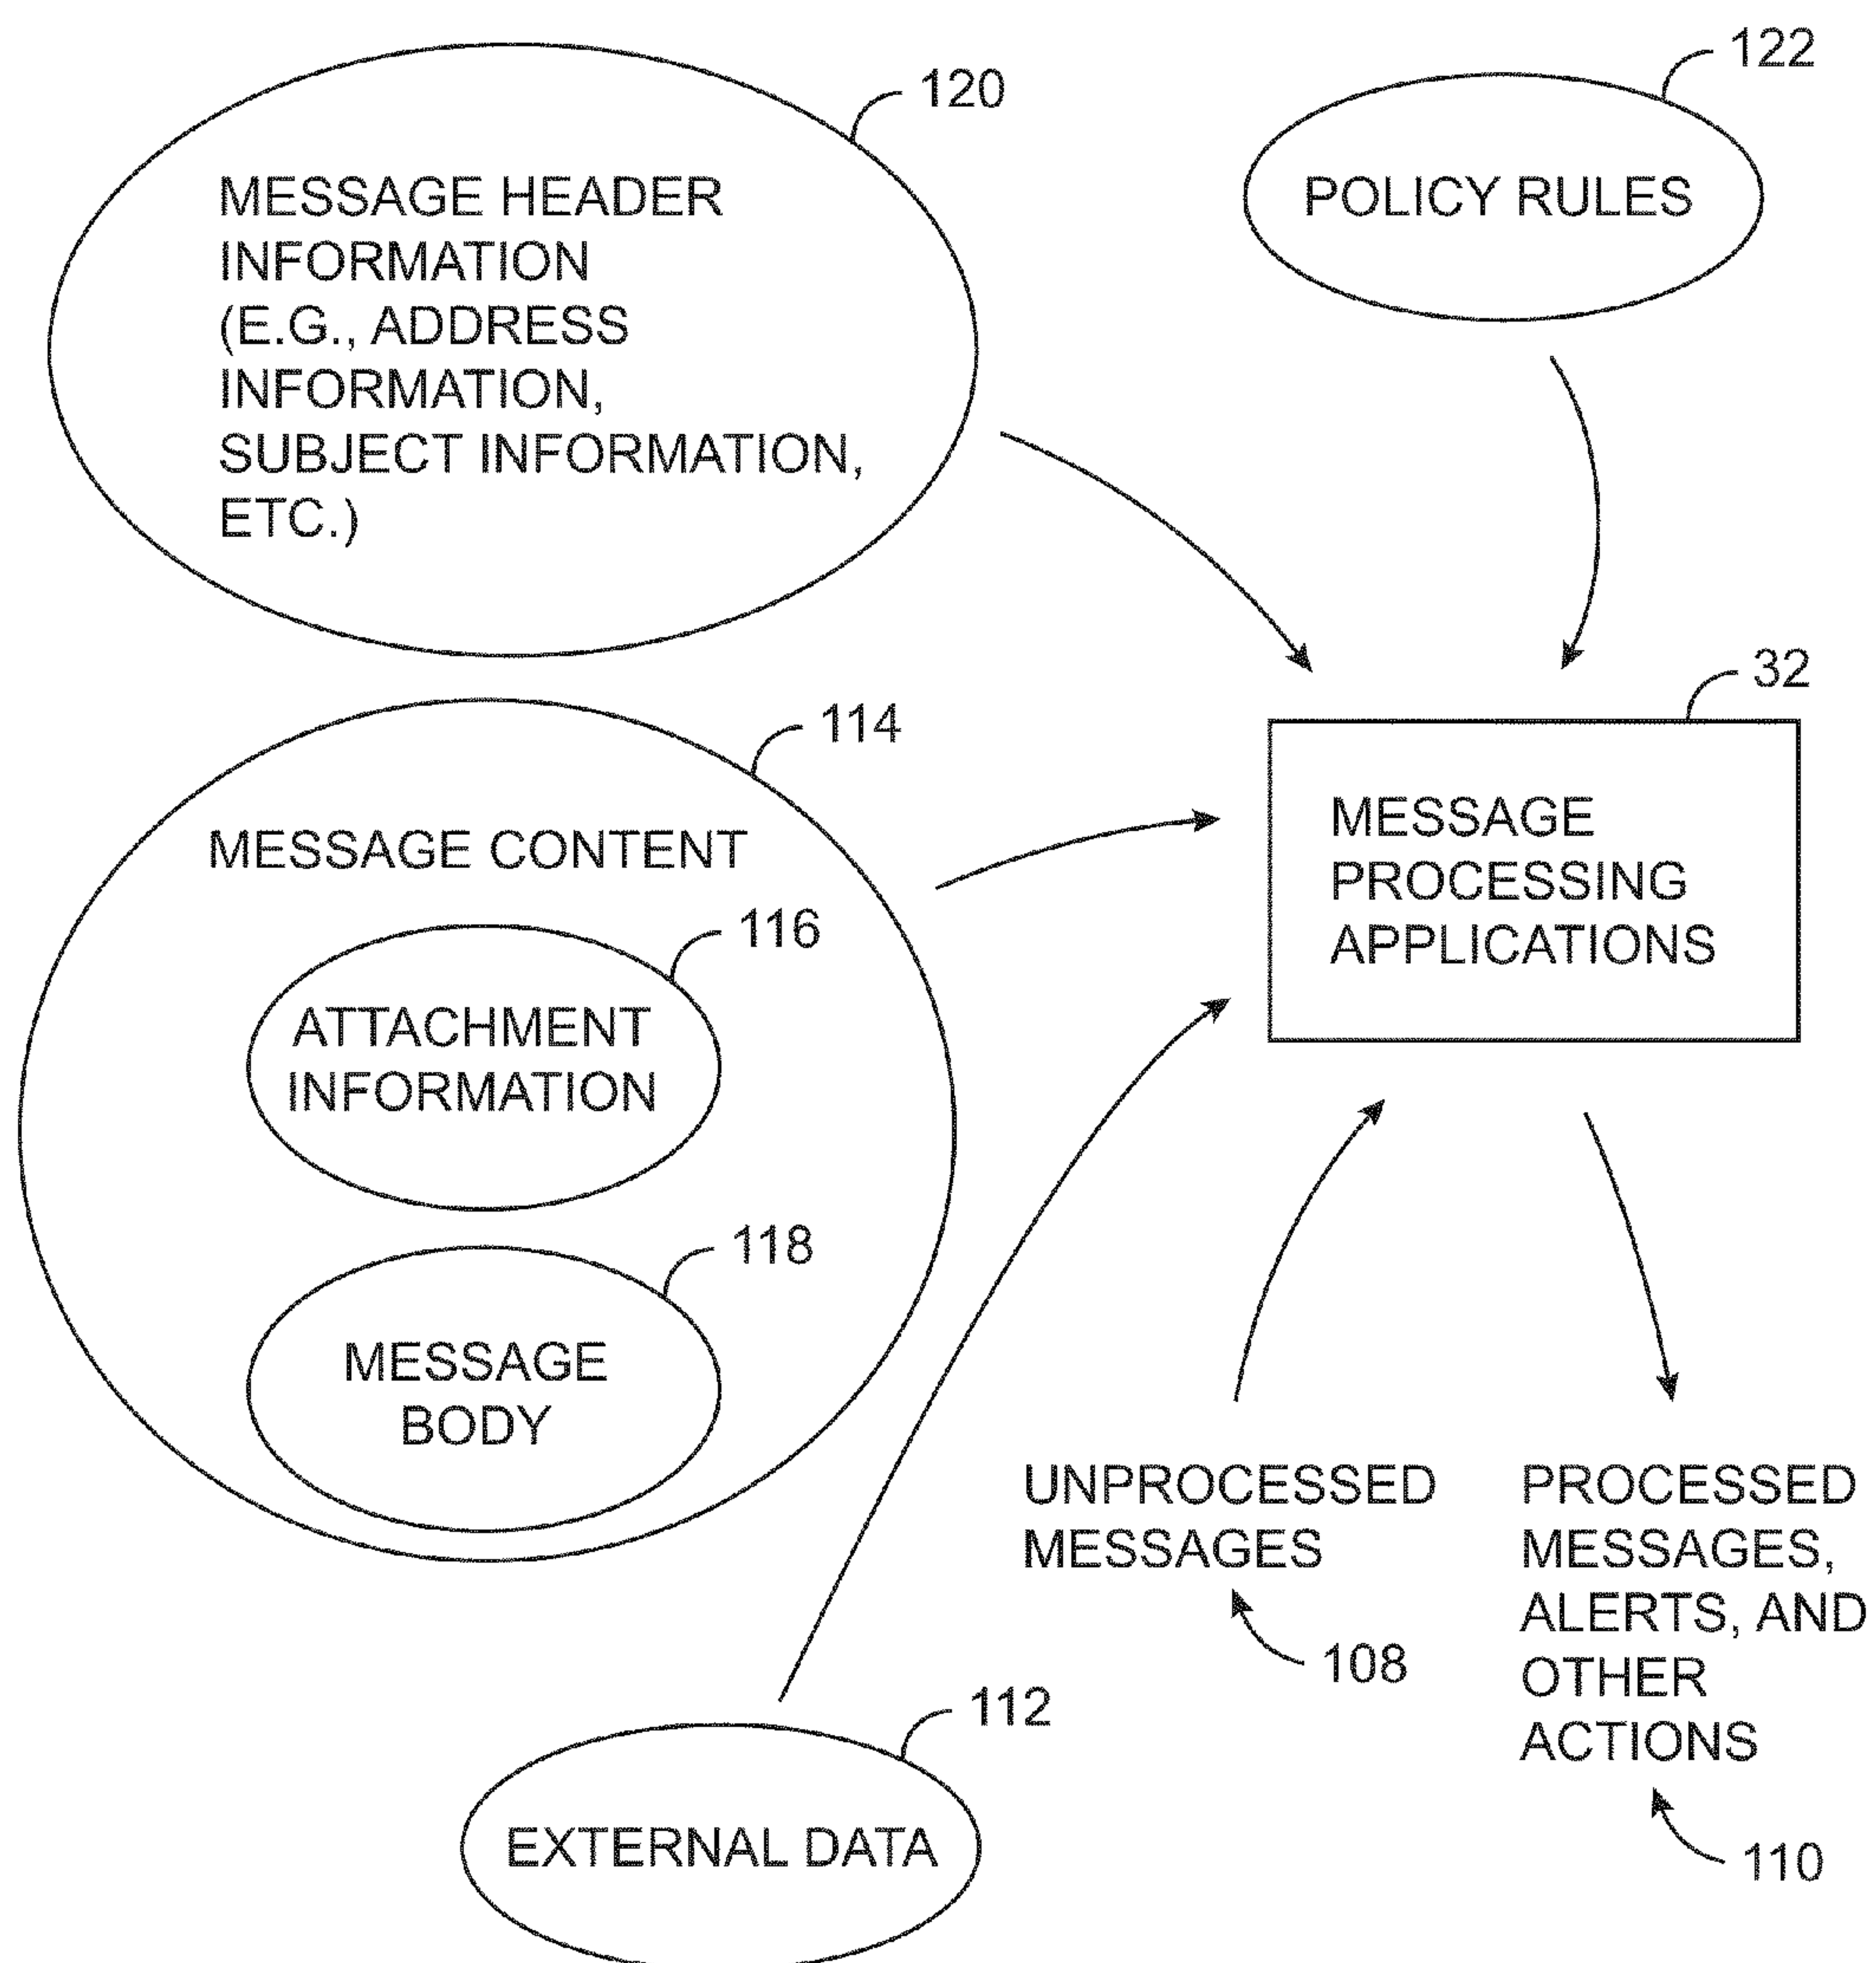 120
MESSAGE HEADER
INFORMATION
(E.G., ADDRESS
INFORMATION,
SUBJECT INFORMATION,
ETC.)
122
POLICY RULES
32
MESSAGE
PROCESSING
APPLICATIONS
114
MESSAGE CONTENT
116
ATTACHMENT
INFORMATION
118
MESSAGE
BODY
UNPROCESSED
MESSAGES
108
PROCESSED
MESSAGES,
ALERTS, AND
OTHER
ACTIONS
110
112
EXTERNAL DATA